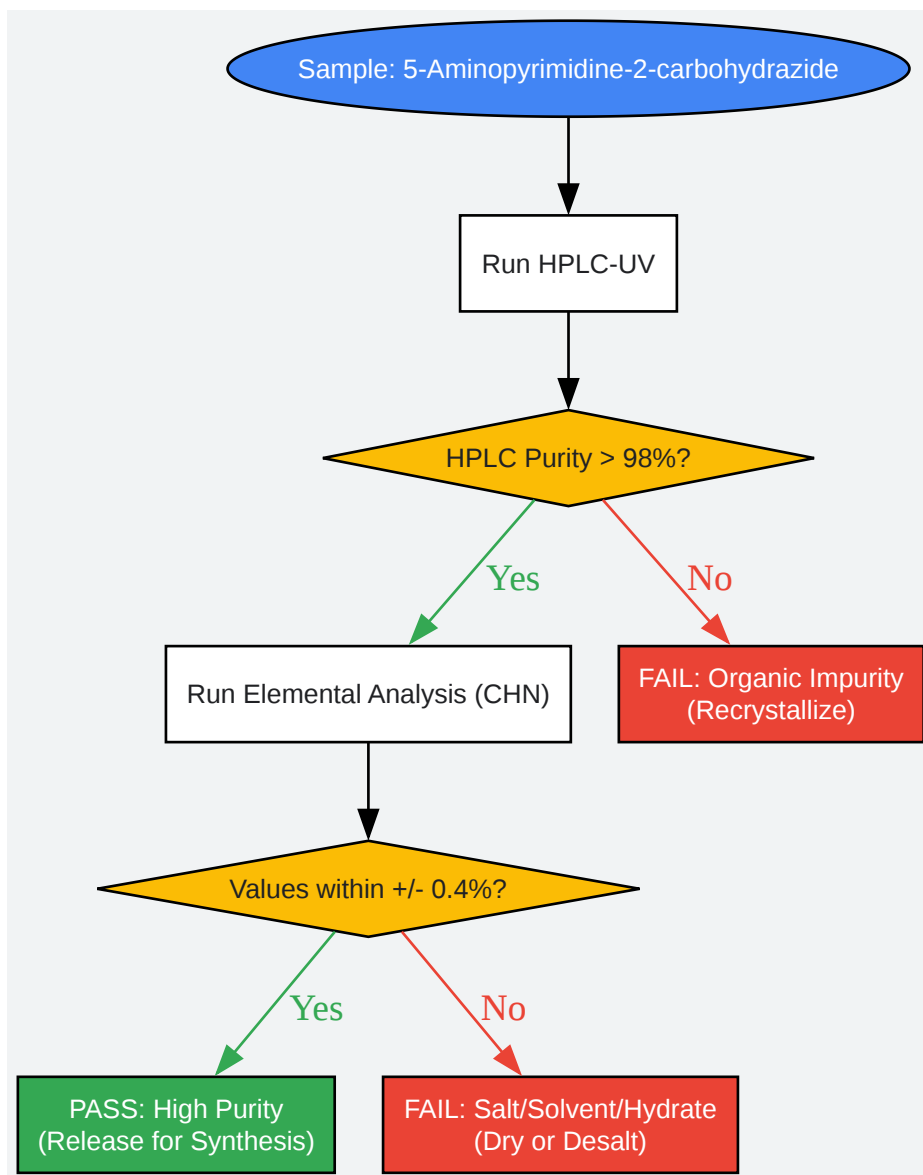 Sample: 5-Aminopyrimidine-2-carbohydrazide
Run HPLC-UV
HPLC Purity > 98%?
Yes
No
Run Elemental Analysis (CHN)
FAIL: Organic Impurity
(Recrystallize)
Values within +/- 0.4%?
Yes
No
PASS: High Purity
(Release for Synthesis)
FAIL: Salt/Solvent/Hydrate
(Dry or Desalt)